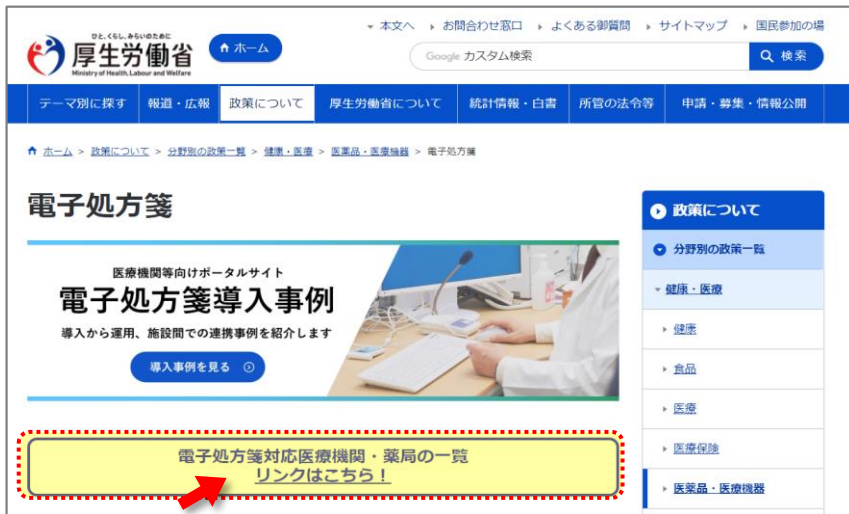 本文へ お問合わせ窓口 よくある御質問 サイトマップ 国民参加の場
ひと、くらし、みらいのために
厚生労働省
Ministry of Health, Labour and Welfare
ホーム
Google カスタム検索
検索
テーマ別に探す 報道・広報 政策について 厚生労働省について 統計情報・白書 所管の法令等 申請・募集・情報公開
ホーム > 政策について > 分野別の政策一覧 > 健康・医療 > 医薬品・医療機器 > 電子処方箋
電子処方箋
医療機関等向けポータルサイト
電子処方箋導入事例
導入から運用、施設間での連携事例を紹介します
導入事例を見る
電子処方箋対応医療機関・薬局の一覧
リンクはこちら！
政策について
分野別の政策一覧
健康・医療
健康
食品
医療
医療保険
医薬品・医療機器